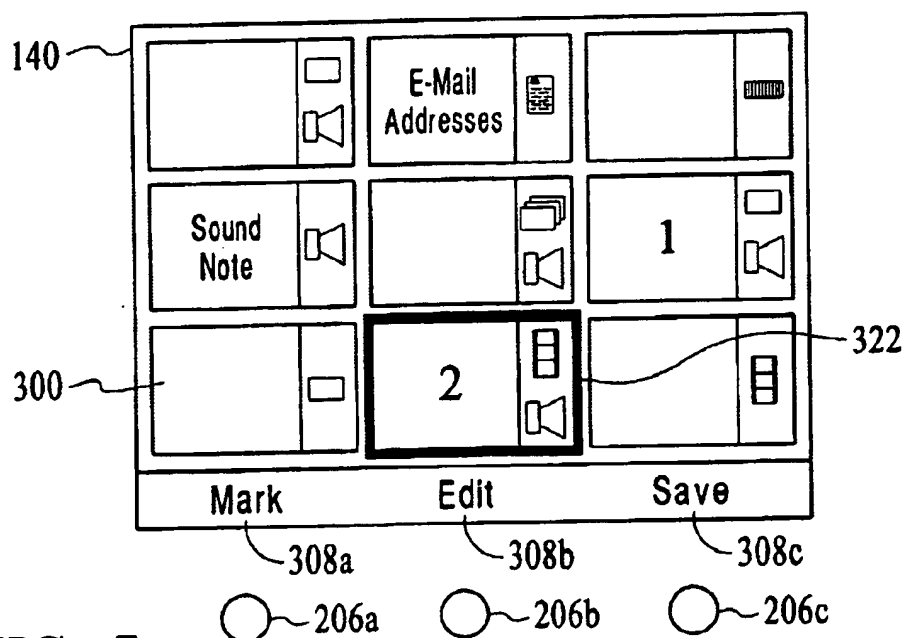 140
E-Mail
Addresses
Sound
Note
1
300
2
322
Mark Edit Save
308a 308b 308c
206a 206b 206c